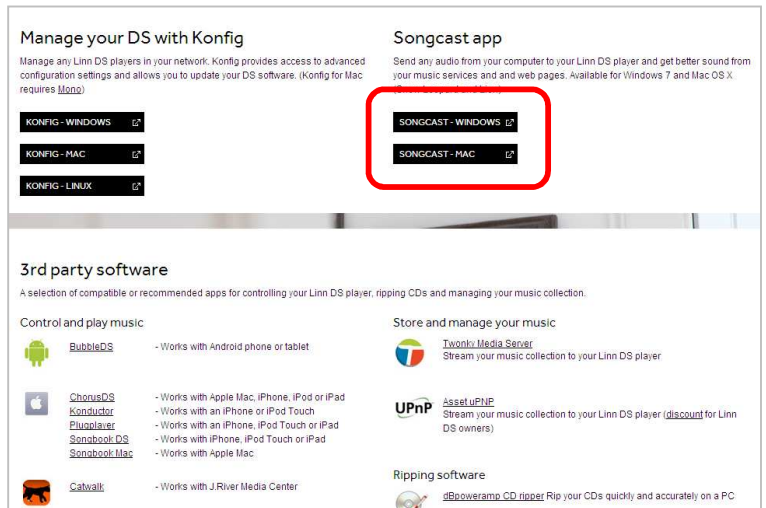 Manage your DS with Konfig
Manage any Linn DS players in your network. Konfig provides access to advanced
configuration settings and allows you to update your DS software. (Konfig for Mac
requires Mono)
KONFIG - WINDOWS
KONFIG - MAC
KONFIG - LINUX
Songcast app
Send any audio from your computer to your Linn DS player and get better sound from
your music services and and web pages. Available for Windows 7 and Mac OS X
(Snow Leopard and Lion)
SONGCAST - WINDOWS
SONGCAST - MAC
3rd party software
A selection of compatible or recommended apps for controlling your Linn DS player, ripping CDs and managing your music collection.
Control and play music
BubbleDS - Works with Android phone or tablet
ChorusDS - Works with Apple Mac, iPhone, iPod or iPad
Konductor - Works with an iPhone or iPod Touch
Plugplayer - Works with an iPhone, iPod Touch or iPad
Songbook DS - Works with iPhone, iPod Touch or iPad
Songbook Mac - Works with Apple Mac
Catwalk - Works with J.River Media Center
Store and manage your music
Twonky Media Server
Stream your music collection to your Linn DS player
UPnP
Asset uPNP
Stream your music collection to your Linn DS player (discount for Linn
DS owners)
Ripping software
dBpoweramp CD ripper Rip your CDs quickly and accurately on a PC